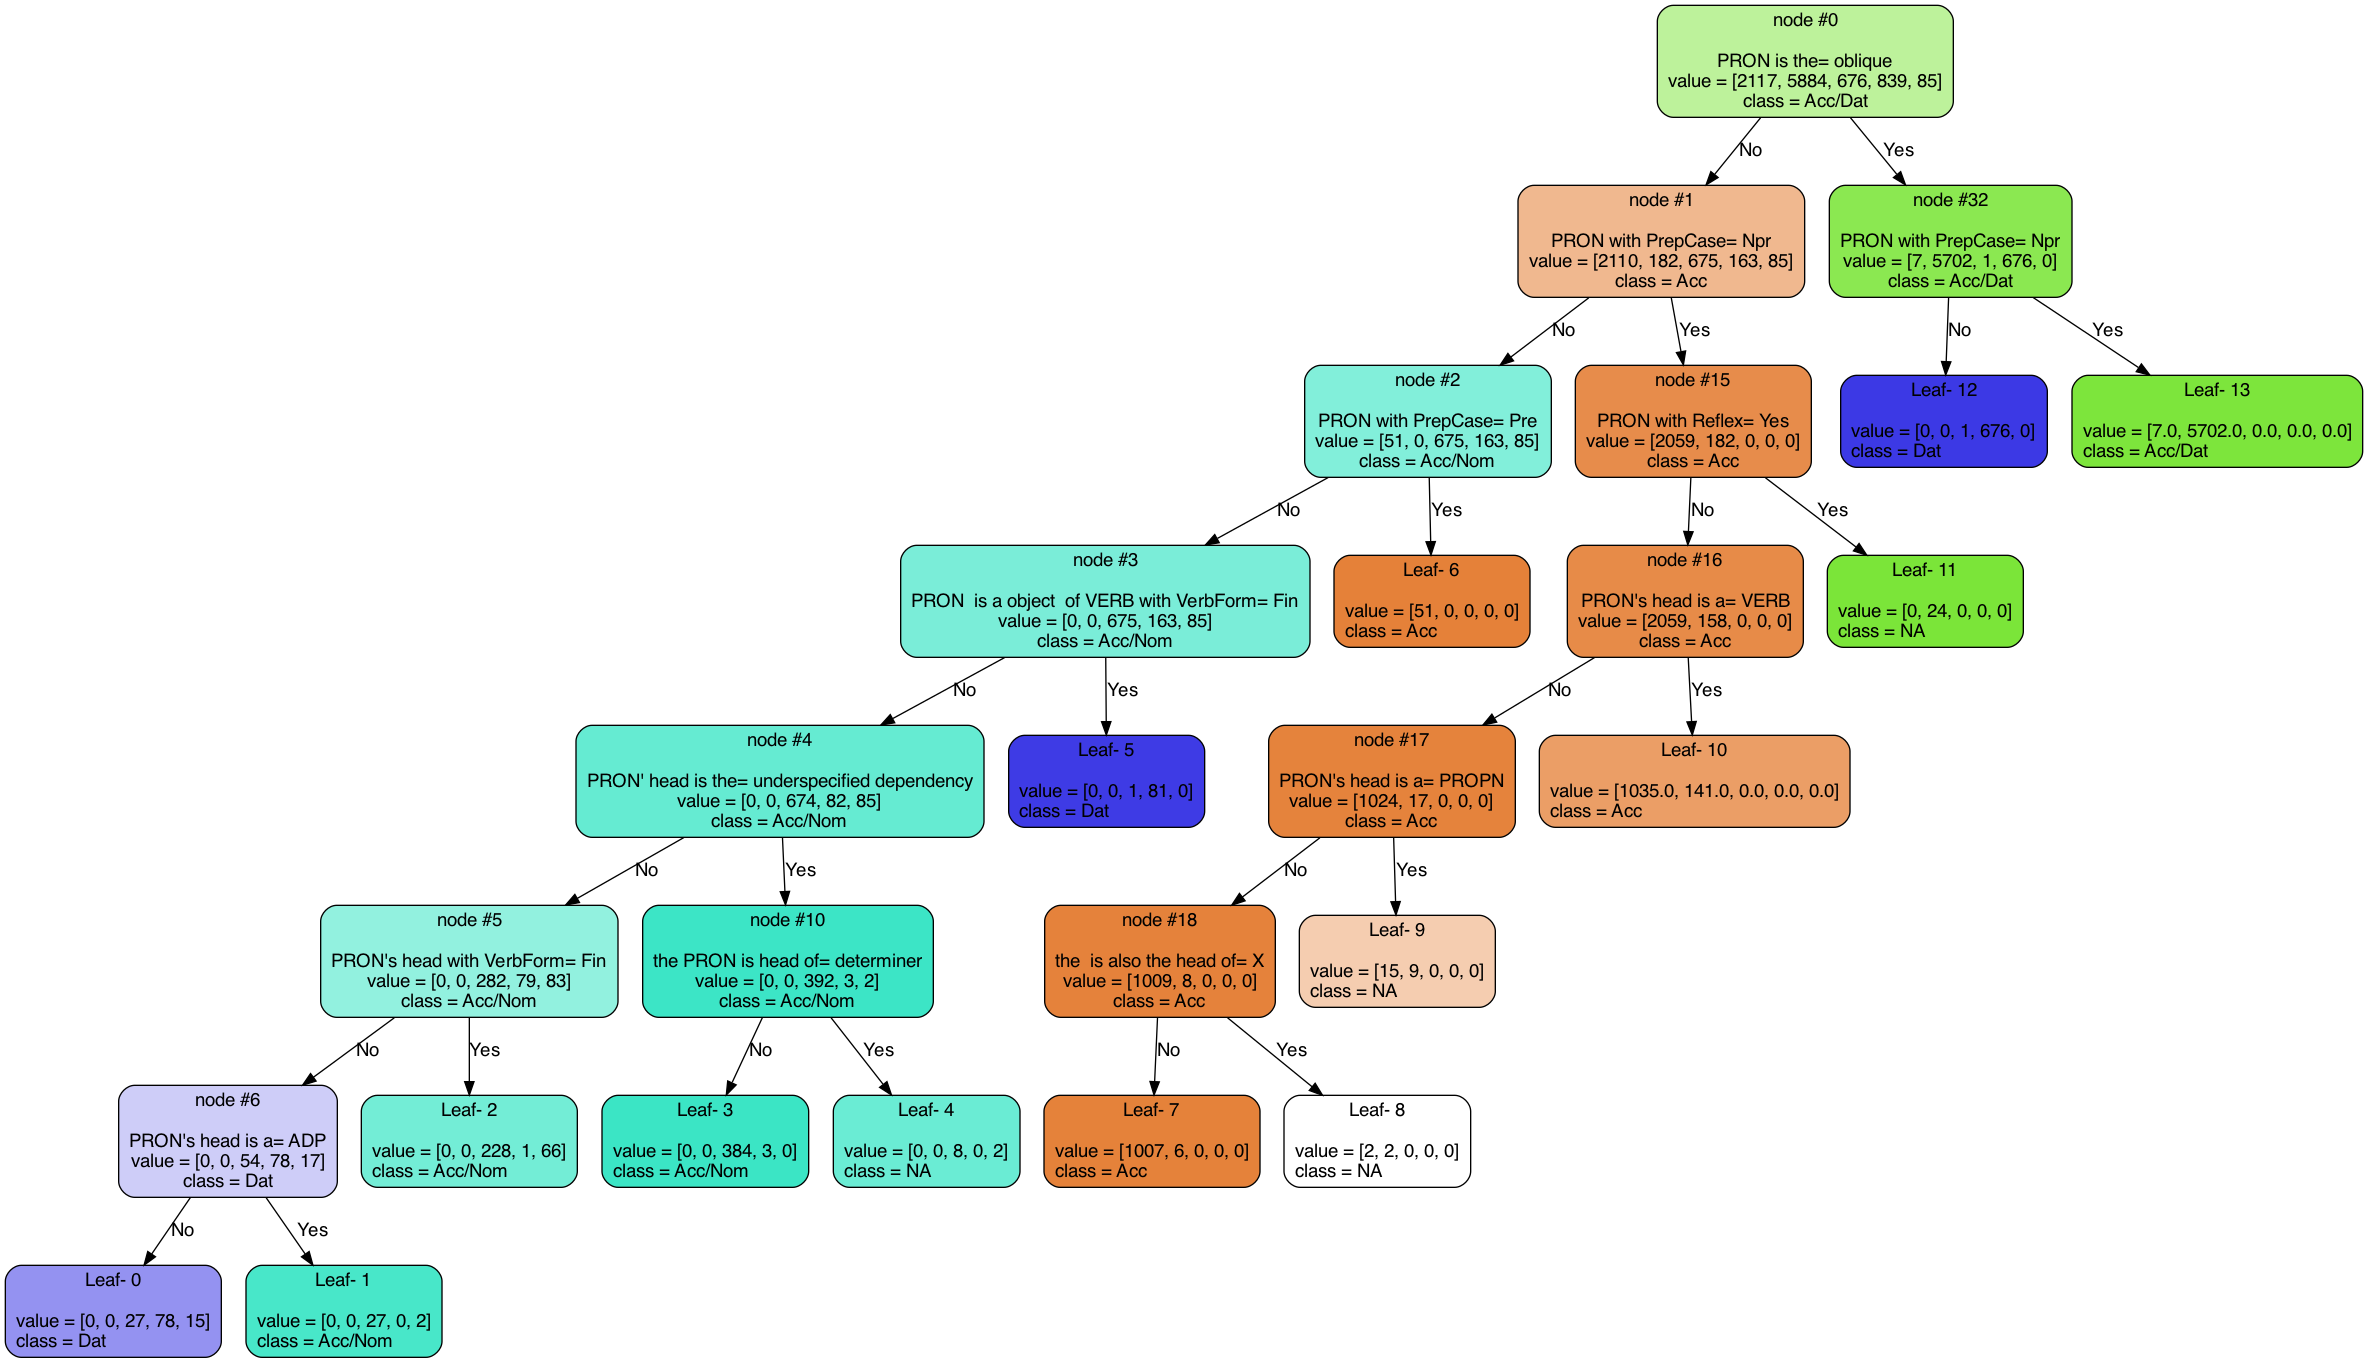 node #0
PRON is the= oblique
value = [2117, 5884, 676, 839, 85]
class = Acc/Dat
No
Yes
node #1
PRON with PrepCase= Npr
value = [2110, 182, 675, 163, 85]
class = Acc
node #32
PRON with PrepCase= Npr
value = [7, 5702, 1, 676, 0]
class = Acc/Dat
No
Yes
No
Yes
node #2
PRON with PrepCase= Pre
value = [51, 0, 675, 163, 85]
class = Acc/Nom
node #15
PRON with Reflex= Yes
value = [2059, 182, 0, 0, 0]
class = Acc
Leaf- 12
value = [0, 0, 1, 676, 0]
class = Dat
Leaf- 13
value = [7.0, 5702.0, 0.0, 0.0, 0.0]
class = Acc/Dat
No
Yes
No
Yes
node #3
PRON  is a object  of VERB with VerbForm= Fin
value = [0, 0, 675, 163, 85]
class = Acc/Nom
Leaf- 6
value = [51, 0, 0, 0, 0]
class = Acc
node #16
PRON's head is a= VERB
value = [2059, 158, 0, 0, 0]
class = Acc
Leaf- 11
value = [0, 24, 0, 0, 0]
class = NA
No
Yes
No
Yes
node #4
PRON' head is the= underspecified dependency
value = [0, 0, 674, 82, 85]
class = Acc/Nom
Leaf- 5
value = [0, 0, 1, 81, 0]
class = Dat
node #17
PRON's head is a= PROPN
value = [1024, 17, 0, 0, 0]
class = Acc
Leaf- 10
value = [1035.0, 141.0, 0.0, 0.0, 0.0]
class = Acc
No
Yes
No
Yes
node #5
PRON's head with VerbForm= Fin
value = [0, 0, 282, 79, 83]
class = Acc/Nom
node #10
the PRON is head of= determiner
value = [0, 0, 392, 3, 2]
class = Acc/Nom
node #18
the  is also the head of= X
value = [1009, 8, 0, 0, 0]
class = Acc
Leaf- 9
value = [15, 9, 0, 0, 0]
class = NA
No
Yes
No
Yes
No
Yes
node #6
PRON's head is a= ADP
value = [0, 0, 54, 78, 17]
class = Dat
Leaf- 2
value = [0, 0, 228, 1, 66]
class = Acc/Nom
Leaf- 3
value = [0, 0, 384, 3, 0]
class = Acc/Nom
Leaf- 4
value = [0, 0, 8, 0, 2]
class = NA
Leaf- 7
value = [1007, 6, 0, 0, 0]
class = Acc
Leaf- 8
value = [2, 2, 0, 0, 0]
class = NA
No
Yes
Leaf- 0
value = [0, 0, 27, 78, 15]
class = Dat
Leaf- 1
value = [0, 0, 27, 0, 2]
class = Acc/Nom